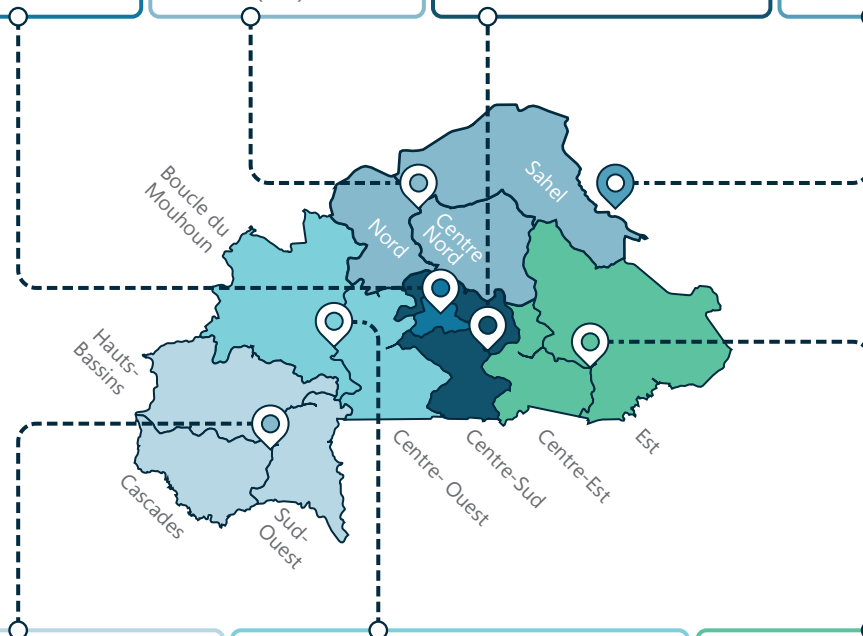 Sahel
Boucle du
Mouhoun
Nord
Centre
Nord
Hauts-
Bassins
Centre- Ouest
Centre-Sud
Centre-Est
Est
Cascades
Sud-
Ouest